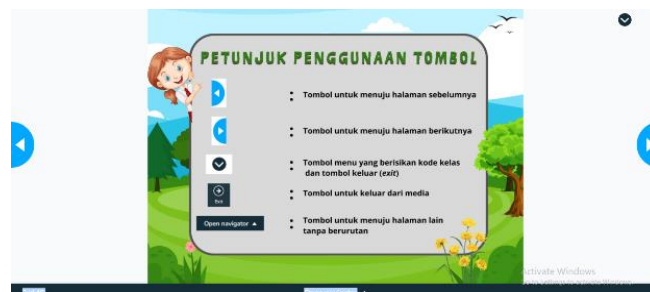 PETUNJUK PENGGUNAAN TOMBOL
: Tombol untuk menuju halaman sebelumnya
: Tombol untuk menuju halaman berikutnya
: Tombol menu yang berisikan kode kelas
dan tombol keluar (exit)
Exit
: Tombol untuk keluar dari media
Open navigator
: Tombol untuk menuju halaman lain
tanpa berurutan
Activate Windows